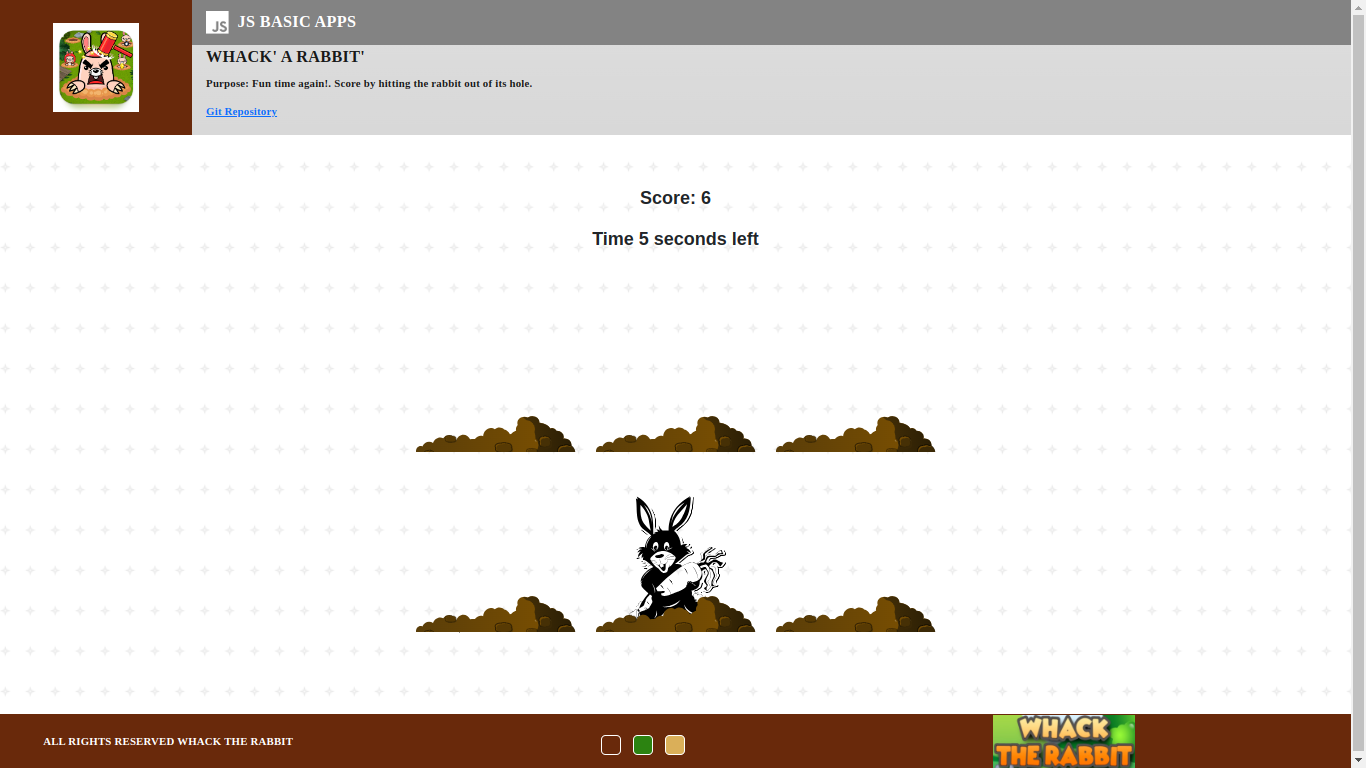 JS
JS BASIC APPS
WHACK' A RABBIT'
Purpose: Fun time again!. Score by hitting the rabbit out of its hole.
Git Repository
Score: 6
Time 5 seconds left
ALL RIGHTS RESERVED WHACK THE RABBIT
WHACK
THE RABBIT